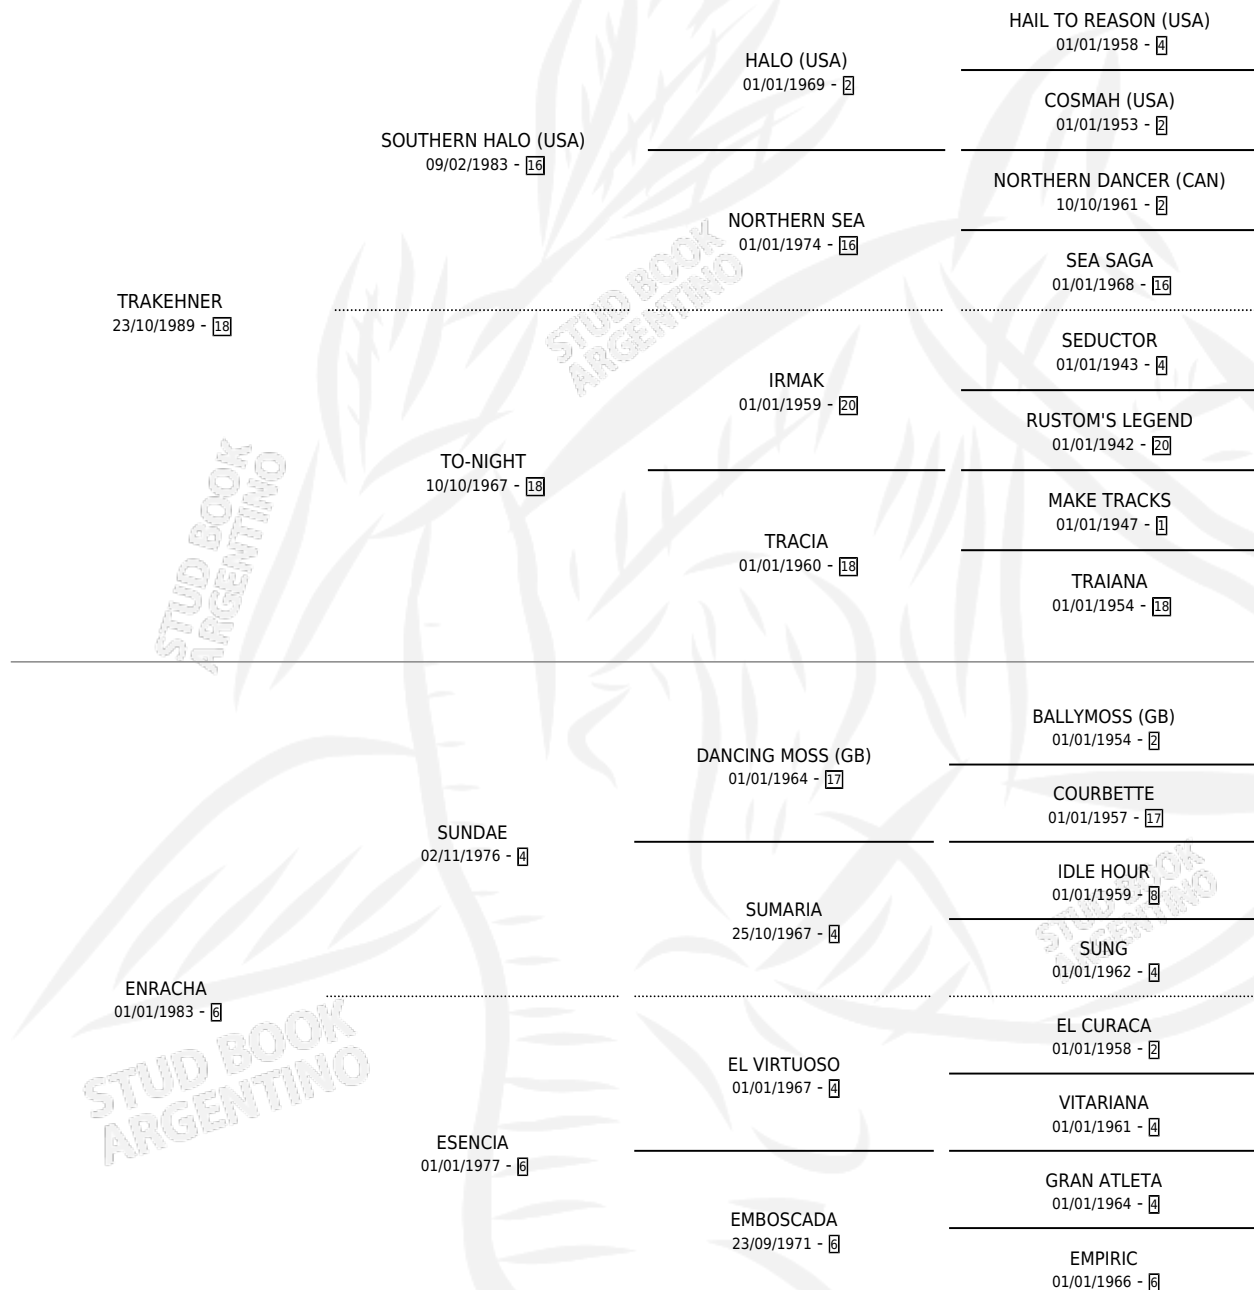 HAIL TO REASON (USA)
01/01/1958 - 4
HALO (USA)
01/01/1969 - 2
COSMAH (USA)
01/01/1953 - 2
SOUTHERN HALO (USA)
09/02/1983 - 16
NORTHERN DANCER (CAN)
10/10/1961 - 2
NORTHERN SEA
01/01/1974 - 16
SEA SAGA
01/01/1968 - 16
TRAKEHNER
23/10/1989 - 18
SEDUCTOR
01/01/1943 - 4
IRMAK
01/01/1959 - 20
RUSTOM'S LEGEND
01/01/1942 - 20
TO-NIGHT
10/10/1967 - 18
MAKE TRACKS
01/01/1947 - 1
TRACIA
01/01/1960 - 18
TRAIANA
01/01/1954 - 18
BALLYMOSS (GB)
01/01/1954 - 2
DANCING MOSS (GB)
01/01/1964 - 17
COURBETTE
01/01/1957 - 17
SUNDAE
02/11/1976 - 4
IDLE HOUR
01/01/1959 - 8
SUMARIA
25/10/1967 - 4
SUNG
01/01/1962 - 4
ENRACHA
01/01/1983 - 6
EL CURACA
01/01/1958 - 2
EL VIRTUOSO
01/01/1967 - 4
VITARIANA
01/01/1961 - 4
ESENCIA
01/01/1977 - 6
GRAN ATLETA
01/01/1964 - 4
EMBOSCADA
23/09/1971 - 6
EMPIRIC
01/01/1966 - 6
STUD BOOK
ARGENTINO
STUD BOOK
ARGENTINO
STUD BOOK
ARGENTINO
STUD BOOK
ARGENTINO